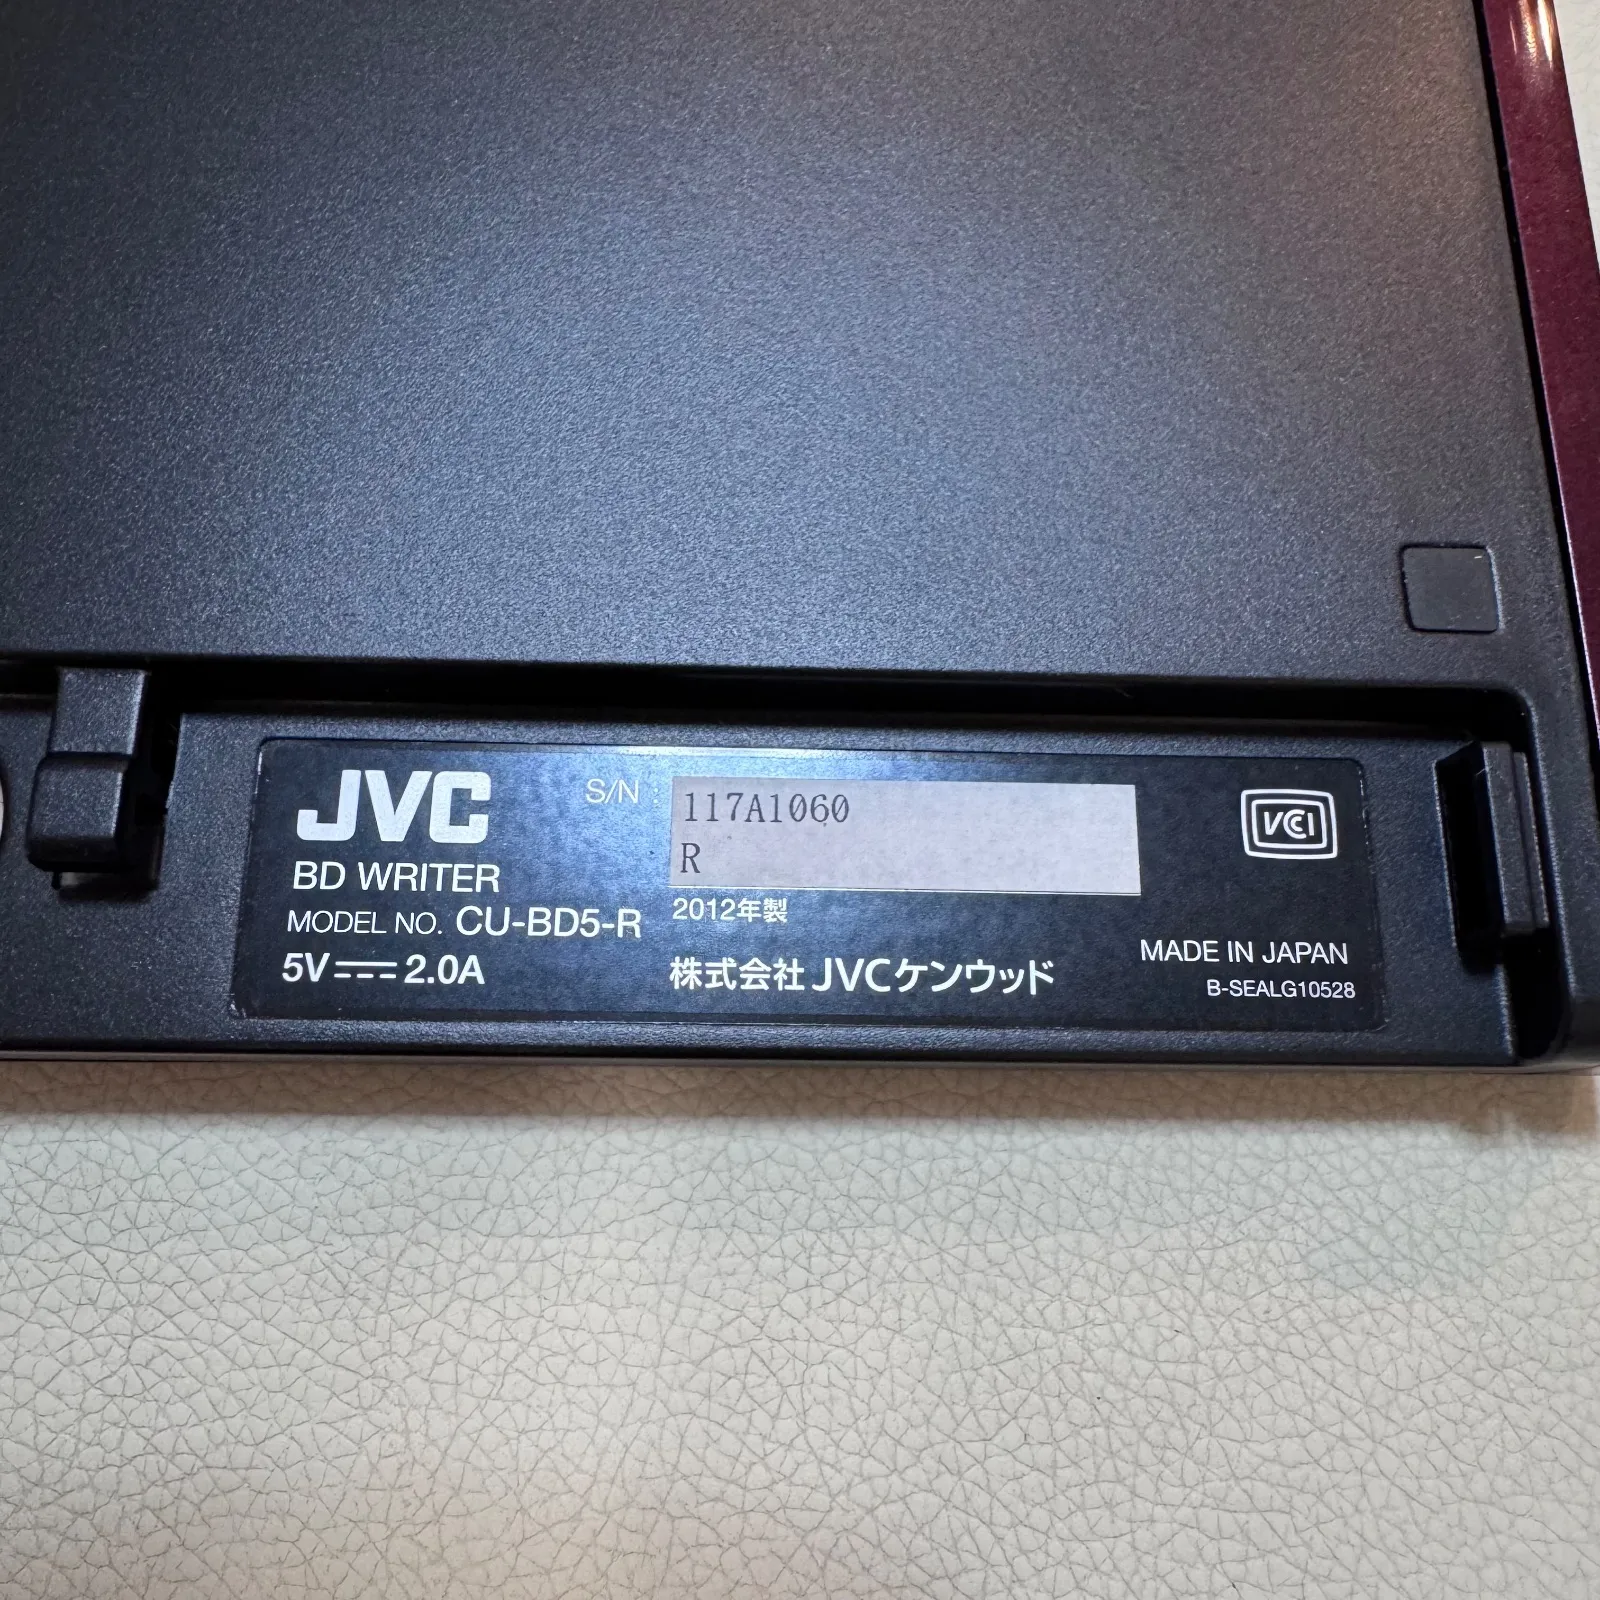 JVC
BD WRITER
MODEL NO. CU-BD5-R
5V⎓2.0A
S/N : 117A1060
R
2012年製
株式会社 JVCケンウッド
VCCI
MADE IN JAPAN
B-SEALG10528